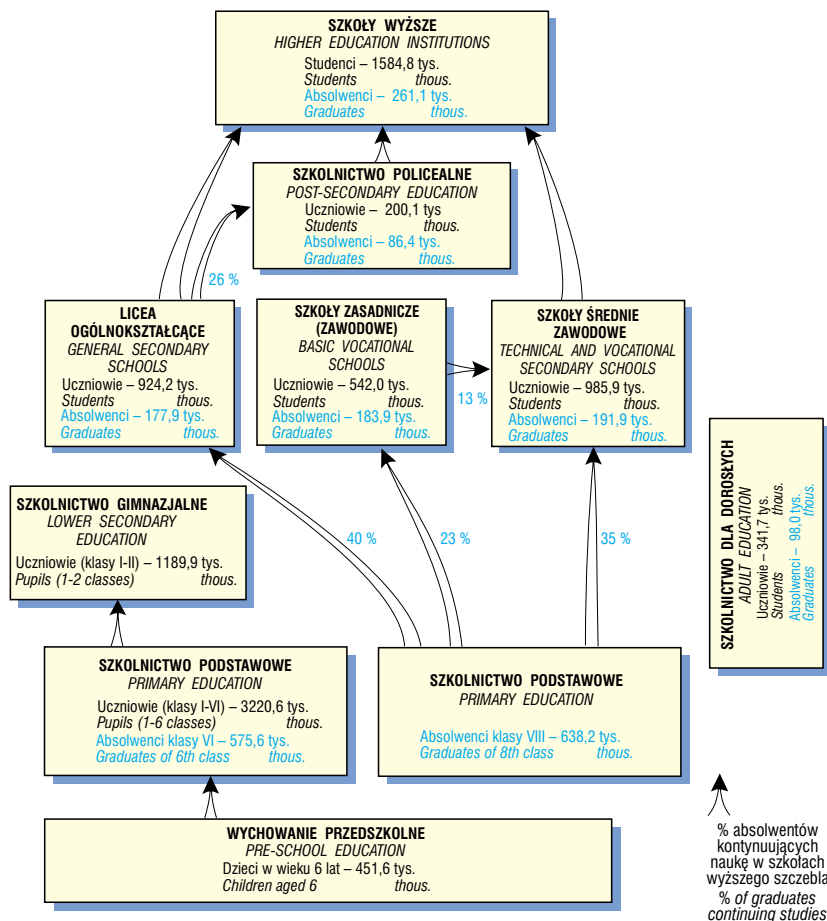 SZKOŁY WYŻSZE
HIGHER EDUCATION INSTITUTIONS
Studenci – 1584,8 tys.
Students thous.
Absolwenci – 261,1 tys.
Graduates thous.
SZKOLNICTWO POLICEALNE
POST-SECONDARY EDUCATION
Uczniowie – 200,1 tys
Students thous.
Absolwenci – 86,4 tys.
Graduates thous.
26 %
LICEA
OGÓLNOKSZTAŁCĄCE
GENERAL SECONDARY
SCHOOLS
Uczniowie – 924,2 tys.
Students thous.
Absolwenci – 177,9 tys.
Graduates thous.
SZKOŁY ZASADNICZE
(ZAWODOWE)
BASIC VOCATIONAL
SCHOOLS
Uczniowie – 542,0 tys.
Students thous.
Absolwenci – 183,9 tys.
Graduates thous.
13 %
SZKOŁY ŚREDNIE
ZAWODOWE
TECHNICAL AND VOCATIONAL
SECONDARY SCHOOLS
Uczniowie – 985,9 tys.
Students thous.
Absolwenci – 191,9 tys.
Graduates thous.
SZKOLNICTWO DLA DOROSŁYCH
ADULT EDUCATION
Uczniowie – 341,7 tys.
Students thous.
Absolwenci – 98,0 tys.
Graduates thous.
SZKOLNICTWO GIMNAZJALNE
LOWER SECONDARY
EDUCATION
Uczniowie (klasy I-II) – 1189,9 tys.
Pupils (1-2 classes) thous.
40 %
23 %
35 %
SZKOLNICTWO PODSTAWOWE
PRIMARY EDUCATION
Uczniowie (klasy I-VI) – 3220,6 tys.
Pupils (1-6 classes) thous.
Absolwenci klasy VI – 575,6 tys.
Graduates of 6th class thous.
SZKOLNICTWO PODSTAWOWE
PRIMARY EDUCATION
Absolwenci klasy VIII – 638,2 tys.
Graduates of 8th class thous.
WYCHOWANIE PRZEDSZKOLNE
PRE-SCHOOL EDUCATION
Dzieci w wieku 6 lat – 451,6 tys.
Children aged 6 thous.
% absolwentów
kontynuujących
naukę w szkołach
wyższego szczebla
% of graduates
continuing studies